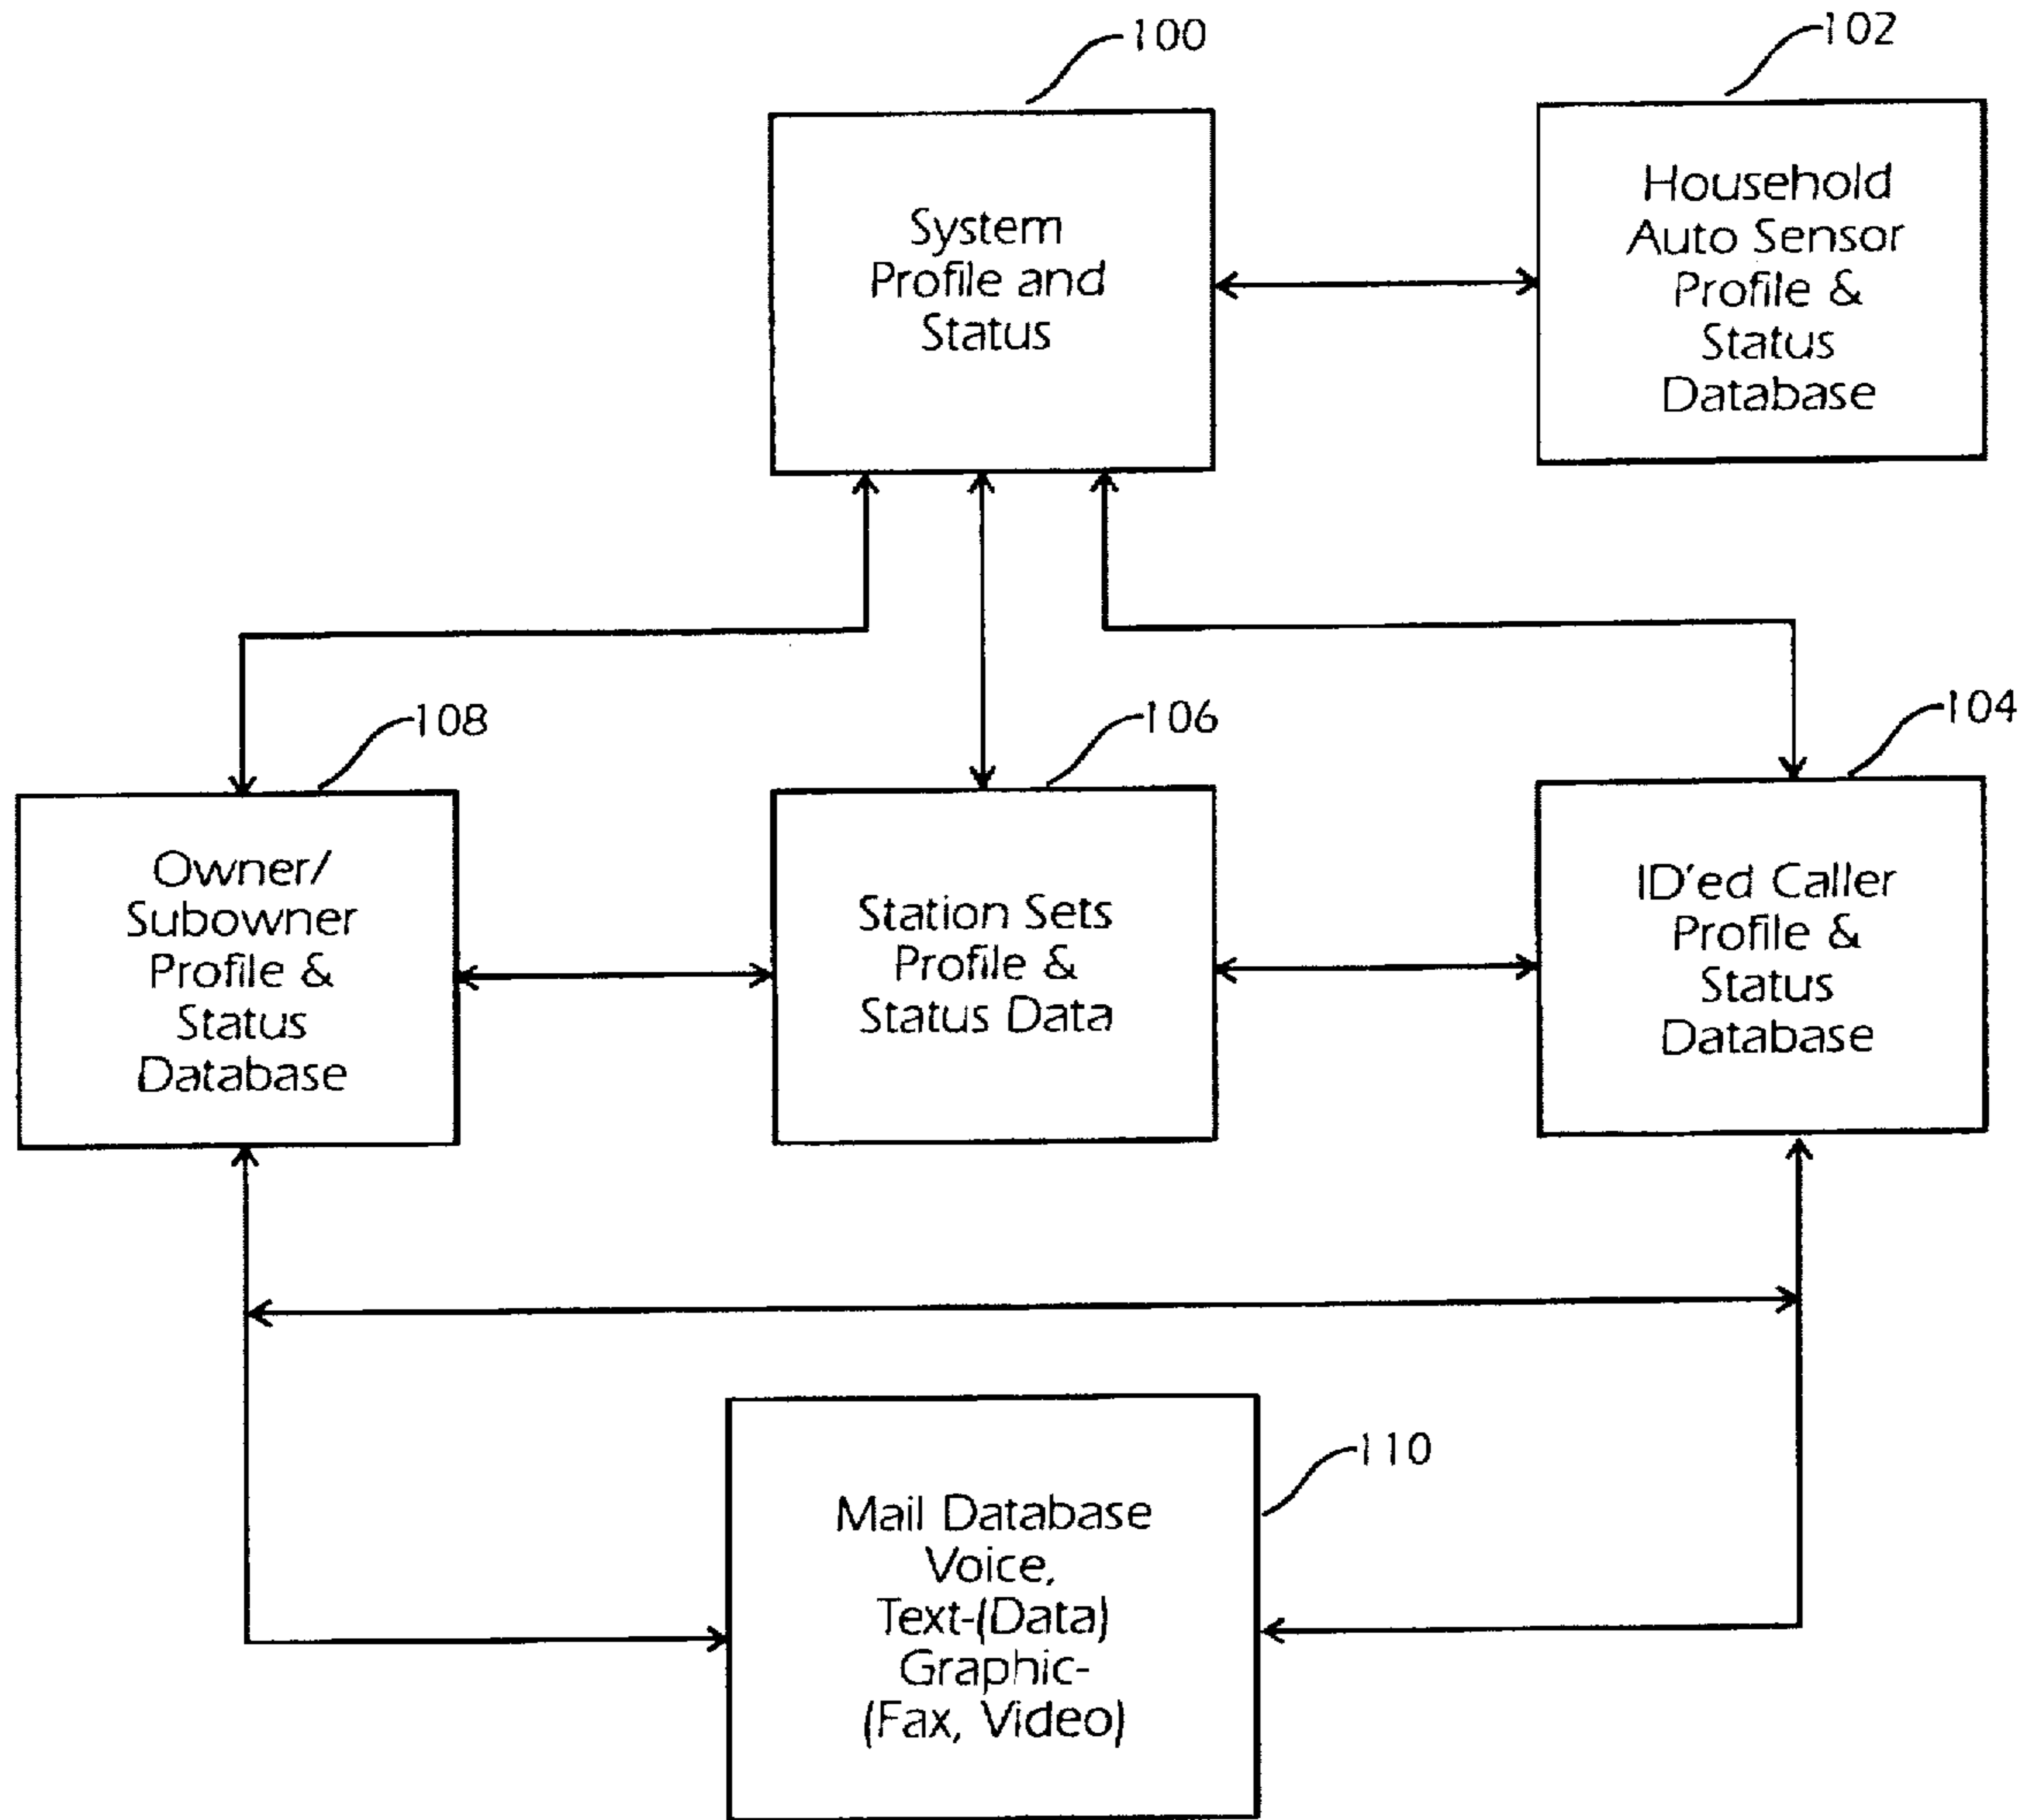 100
102
System
Profile and
Status
Household
Auto Sensor
Profile &
Status
Database
108
106
104
Owner/
Subowner
Profile &
Status
Database
Station Sets
Profile &
Status Data
ID'ed Caller
Profile &
Status
Database
110
Mail Database
Voice,
Text-(Data)
Graphic-
(Fax, Video)